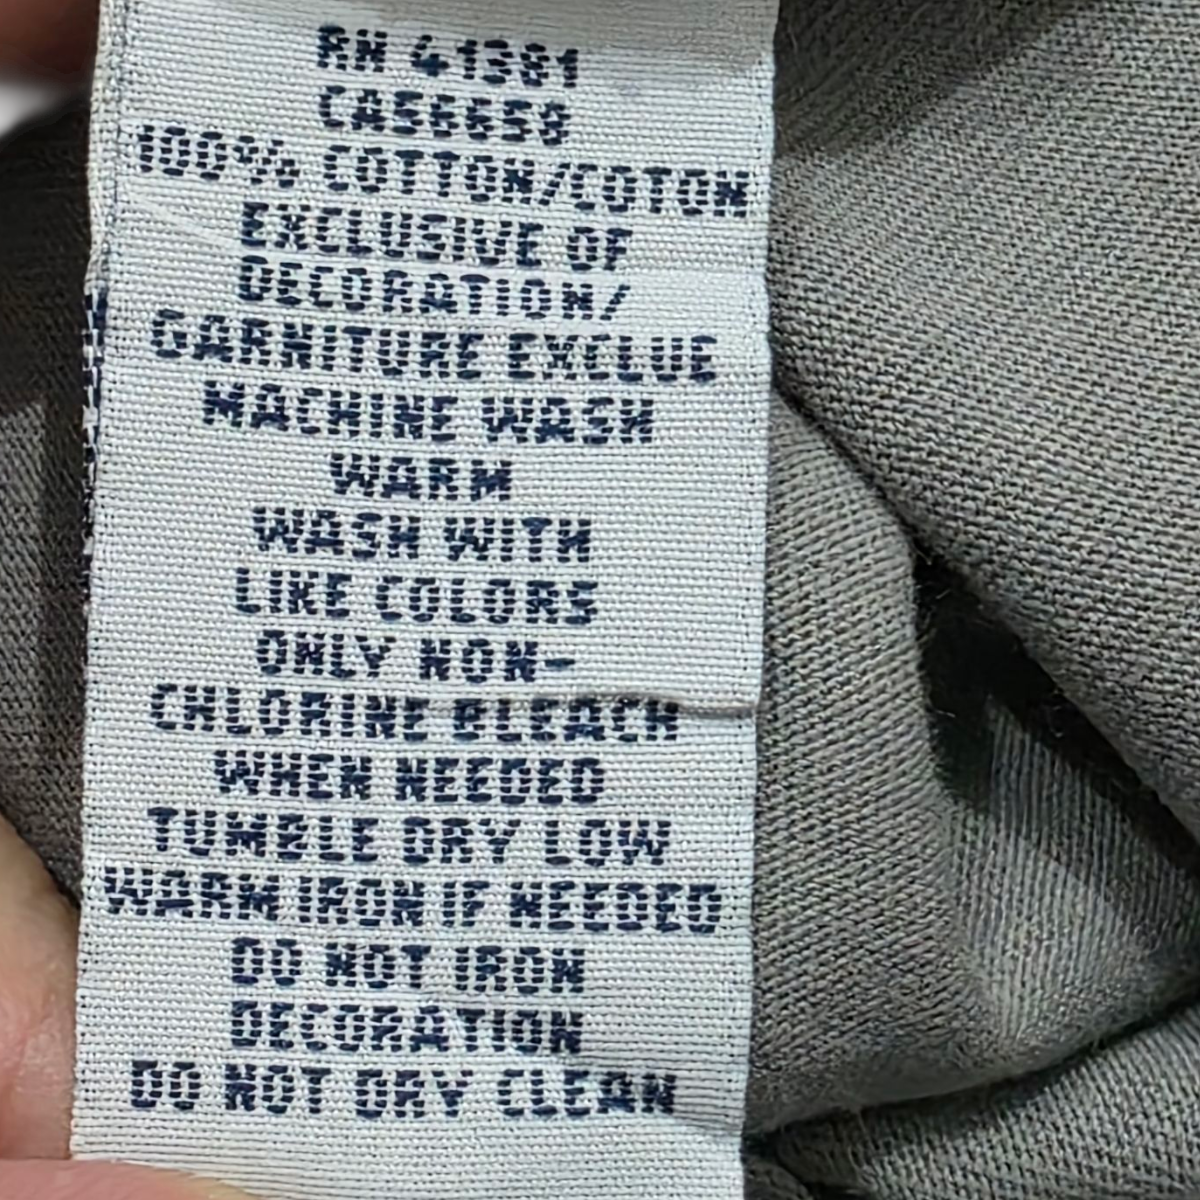 RN 41381
CA56658
100% COTTON/COTON
EXCLUSIVE OF
DECORATION/
GARNITURE EXCLUE
MACHINE WASH
WARM
WASH WITH
LIKE COLORS
ONLY NON-
CHLORINE BLEACH
WHEN NEEDED
TUMBLE DRY LOW
WARM IRON IF NEEDED
DO NOT IRON
DECORATION
DO NOT DRY CLEAN